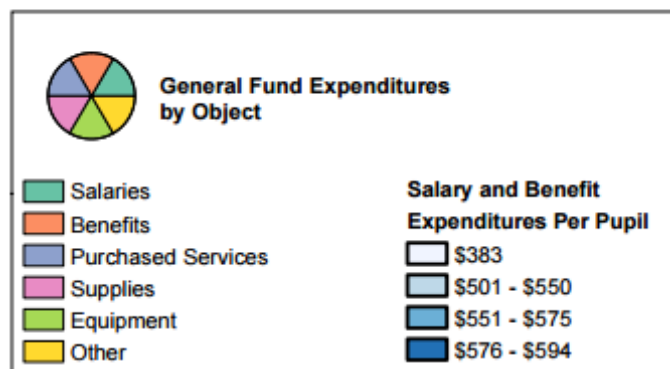 General Fund Expenditures
by Object
Salaries
Benefits
Purchased Services
Supplies
Equipment
Other
Salary and Benefit
Expenditures Per Pupil
$383
$501 - $550
$551 - $575
$576 - $594